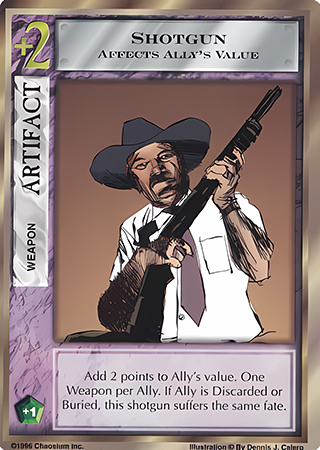 +2
SHOTGUN
AFFECTS ALLY'S VALUE
ARTIFACT
WEAPON
Add 2 points to Ally's value. One
Weapon per Ally. If Ally is Discarded or
Buried, this shotgun suffers the same fate.
+1
©1996 Chaosium Inc.
Illustration © By Dennis J. Calero